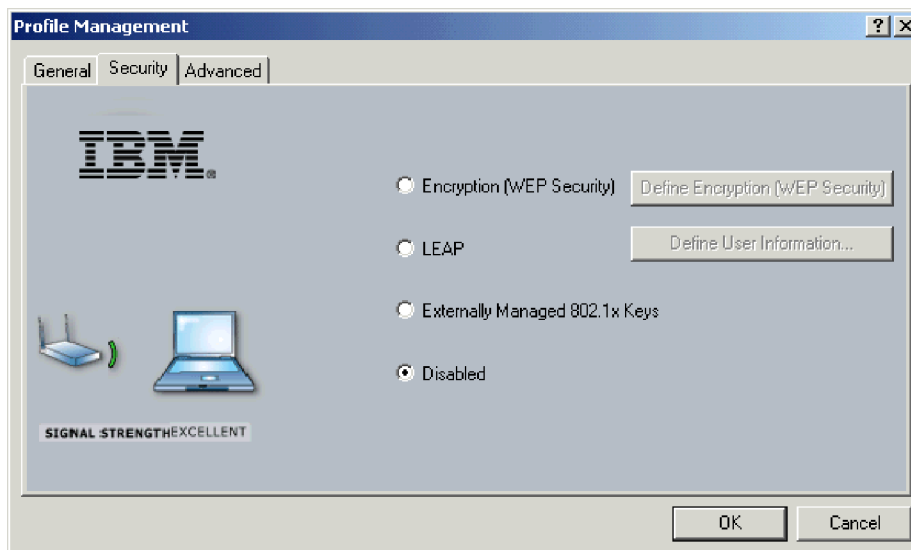 Profile Management
General Security Advanced
IBM®
Encryption (WEP Security) Define Encryption (WEP Security)
LEAP Define User Information...
Externally Managed 802.1x Keys
Disabled
SIGNAL STRENGTH EXCELLENT
OK Cancel